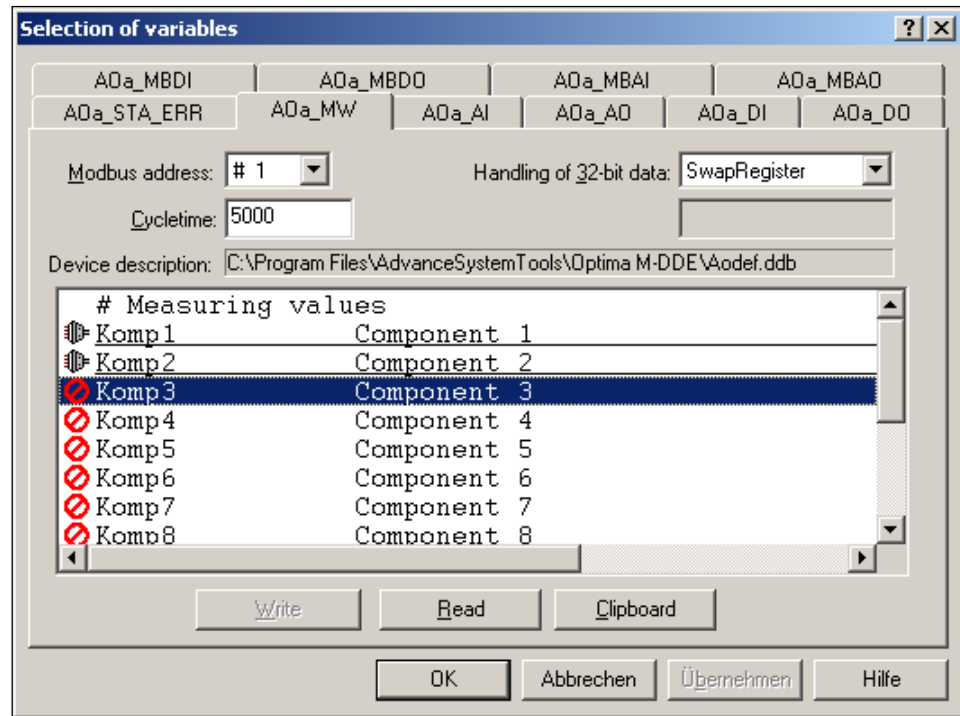 Selection of variables
AOa_MBDI AOa_MBDO AOa_MBAI AOa_MBAO
AOa_STA_ERR AOa_MW AOa_AI AOa_AO AOa_DI AOa_DO
Modbus address: # 1 Handling of 32-bit data: SwapRegister
Cycletime: 5000
Device description: C:\Program Files\AdvanceSystemTools\Optima M-DDE\Aodef.ddb
# Measuring values
Komp1 Component 1
Komp2 Component 2
Komp3 Component 3
Komp4 Component 4
Komp5 Component 5
Komp6 Component 6
Komp7 Component 7
Komp8 Component 8
Write Read Clipboard
OK Abbrechen Übernehmen Hilfe